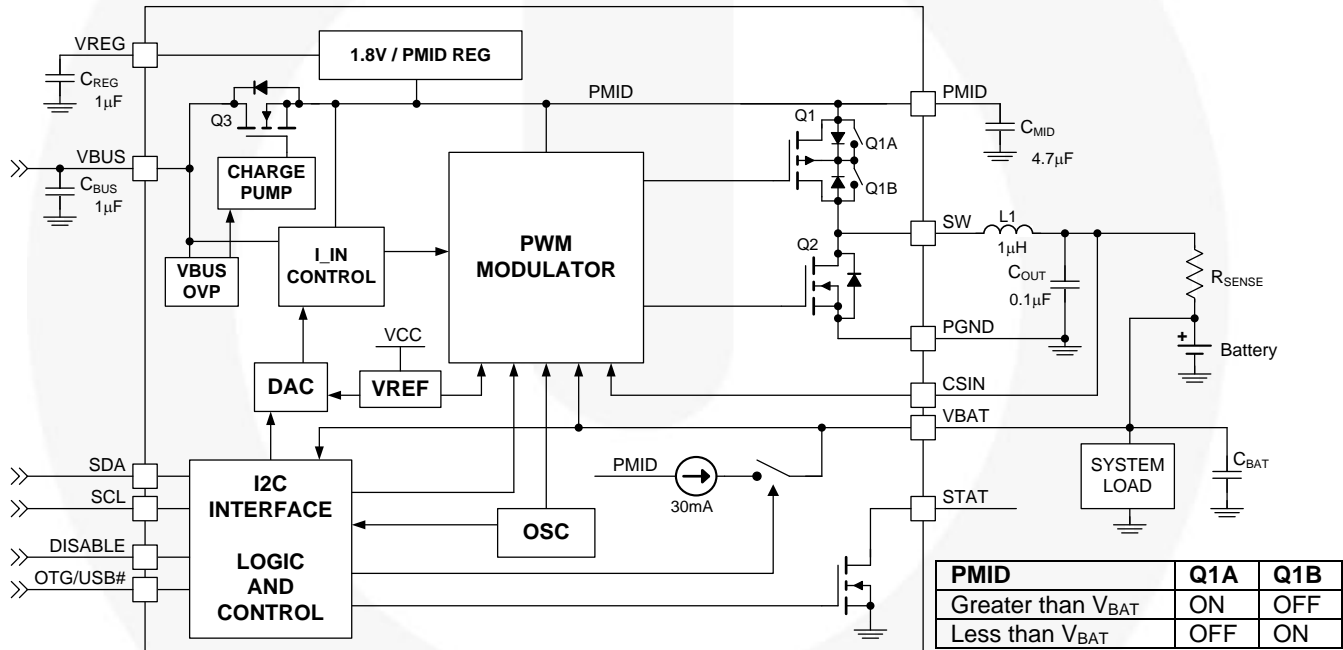 VREG
1.8V / PMID REG
CREG
1μF
PMID
PMID
Q3
Q1
Q1A
CMID
4.7μF
VBUS
CHARGE
PUMP
Q1B
CBUS
1μF
SW
L1
1μH
PWM
MODULATOR
I_IN
CONTROL
Q2
VBUS
OVP
COUT
0.1μF
RSENSE
PGND
VCC
Battery
+
DAC
VREF
CSIN
VBAT
SDA
I2C
INTERFACE
PMID
SYSTEM
LOAD
CBAT
SCL
30mA
STAT
OSC
DISABLE
LOGIC
AND
CONTROL
OTG/USB#
PMID Q1A Q1B
Greater than VBAT ON OFF
Less than VBAT OFF ON